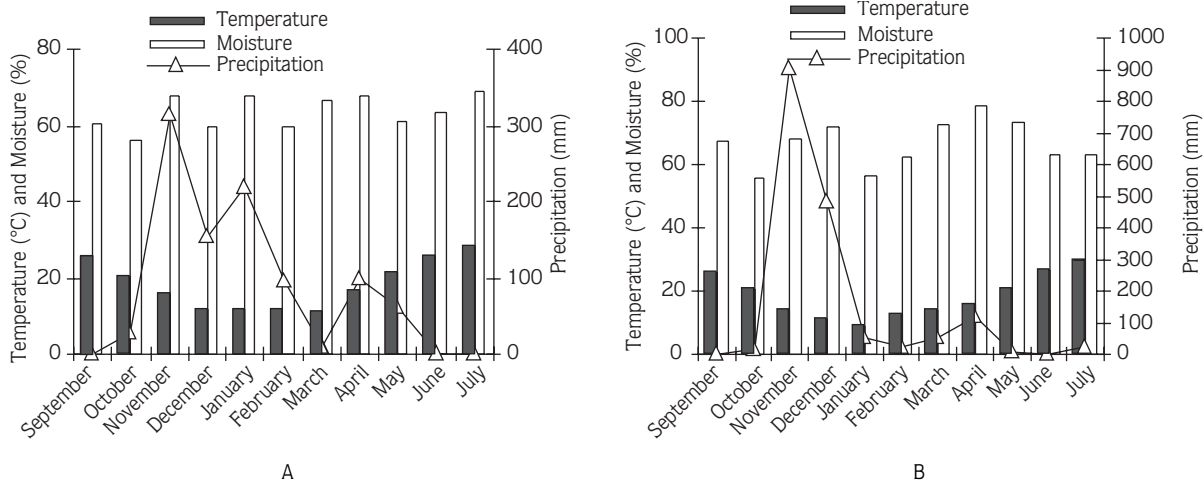 Temperature
Moisture
Precipitation
Temperature (°C) and Moisture (%)
80
60
40
20
0
400
300
200
100
0
Precipitation (mm)
September
October
November
December
January
February
March
April
May
June
July
A
Temperature
Moisture
Precipitation
Temperature (°C) and Moisture (%)
100
80
60
40
20
0
1000
900
800
700
600
500
400
300
200
100
0
Precipitation (mm)
September
October
November
December
January
February
March
April
May
June
July
B